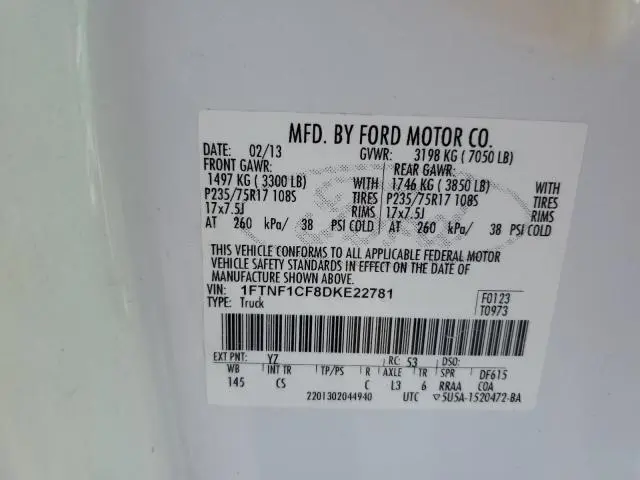 MFD. BY FORD MOTOR CO.
DATE: 02/13 GVWR: 3198 KG ( 7050 LB)
FRONT GAWR: REAR GAWR:
1497 KG ( 3300 LB) WITH 1746 KG ( 3850 LB) WITH
P235/75R17 108S TIRES P235/75R17 108S TIRES
17x7.5J RIMS 17x7.5J RIMS
AT 260 kPa/ 38 PSI COLD AT 260 kPa/ 38 PSI COLD
THIS VEHICLE CONFORMS TO ALL APPLICABLE FEDERAL MOTOR
VEHICLE SAFETY STANDARDS IN EFFECT ON THE DATE OF
MANUFACTURE SHOWN ABOVE.
VIN: 1FTNF1CF8DKE22781 F0123
TYPE: Truck T0973
EXT PNT: YZ RC: 53 DSO:
WB INT TR TP/PS R AXLE TR SPR DF615
145 CS C L3 6 RRAA COA
2201302044940 UTC ▽5U5A-1520472-BA